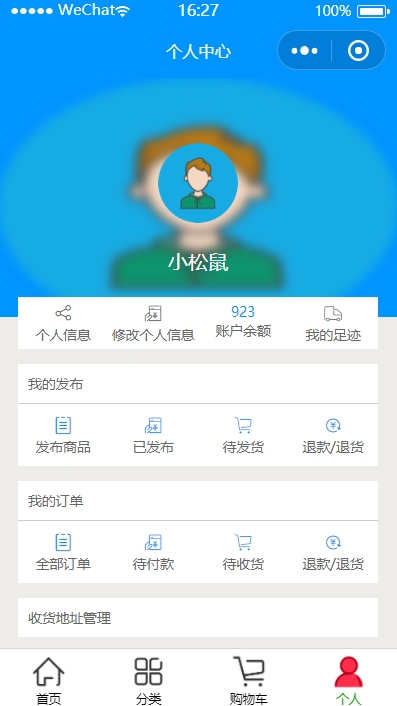 WeChat 16:27 100%
个人中心
小松鼠
923
个人信息 修改个人信息 账户余额 我的足迹
我的发布
发布商品 已发布 待发货 退款/退货
我的订单
全部订单 待付款 待收货 退款/退货
收货地址管理
首页 分类 购物车 个人